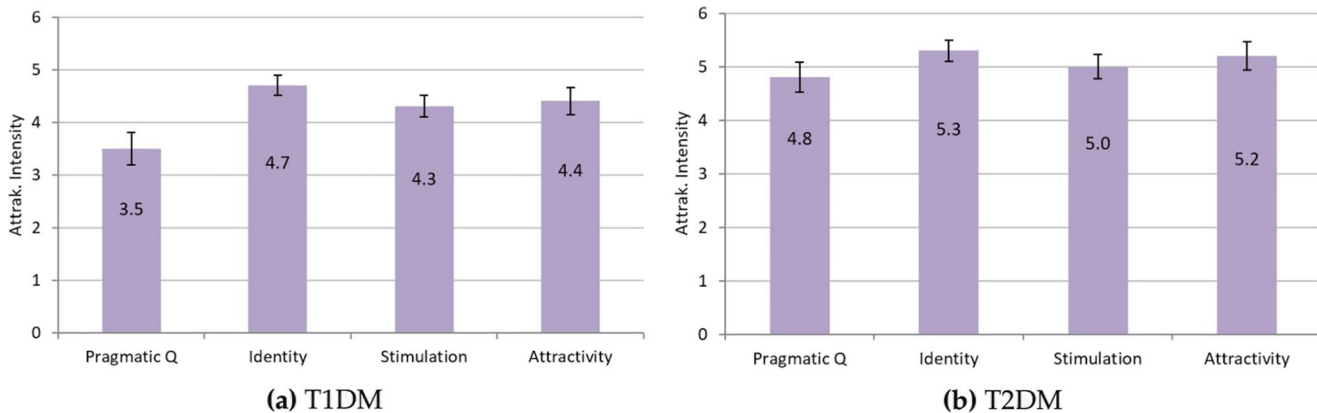 6
5
4
3
2
1
0
Attrak. Intensity
3.5
4.7
4.3
4.4
Pragmatic Q
Identity
Stimulation
Attractivity
(a) T1DM
6
5
4
3
2
1
0
Attrak. Intensity
4.8
5.3
5.0
5.2
Pragmatic Q
Identity
Stimulation
Attractivity
(b) T2DM